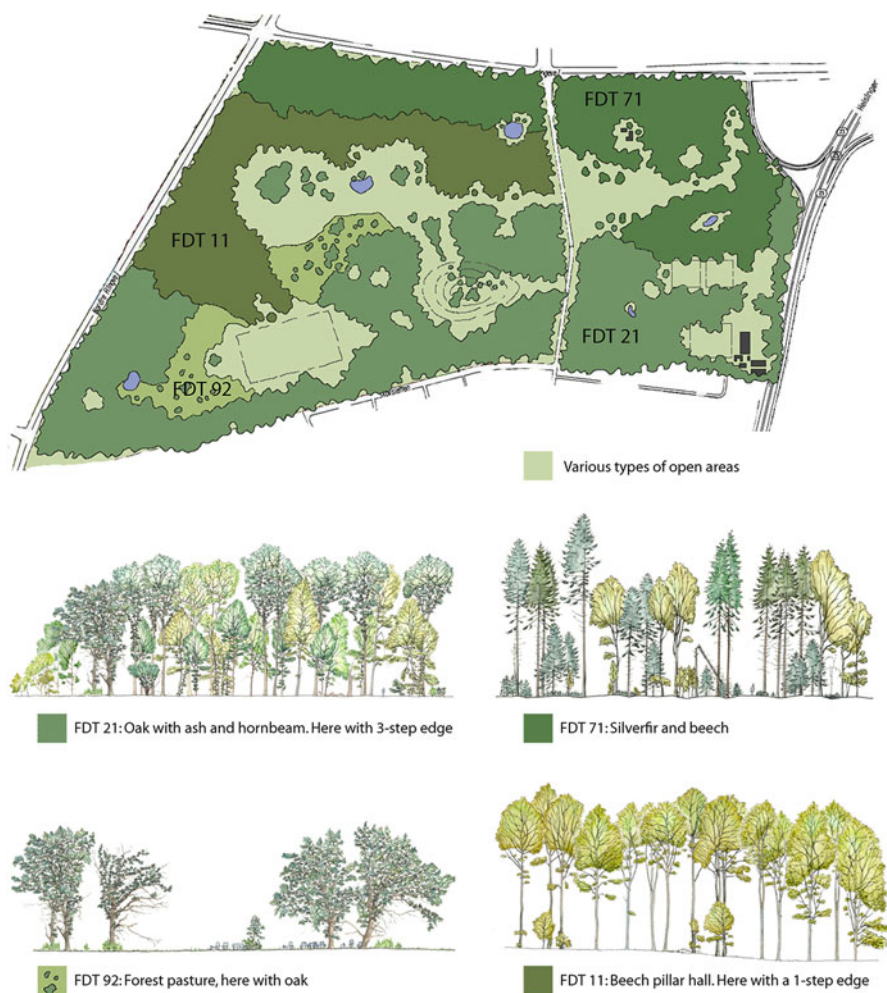 FDT 71
FDT 11
FDT 21
FDT 92
Various types of open areas
FDT 21: Oak with ash and hornbeam. Here with 3-step edge
FDT 71: Silverfir and beech
FDT 92: Forest pasture, here with oak
FDT 11: Beech pillar hall. Here with a 1-step edge